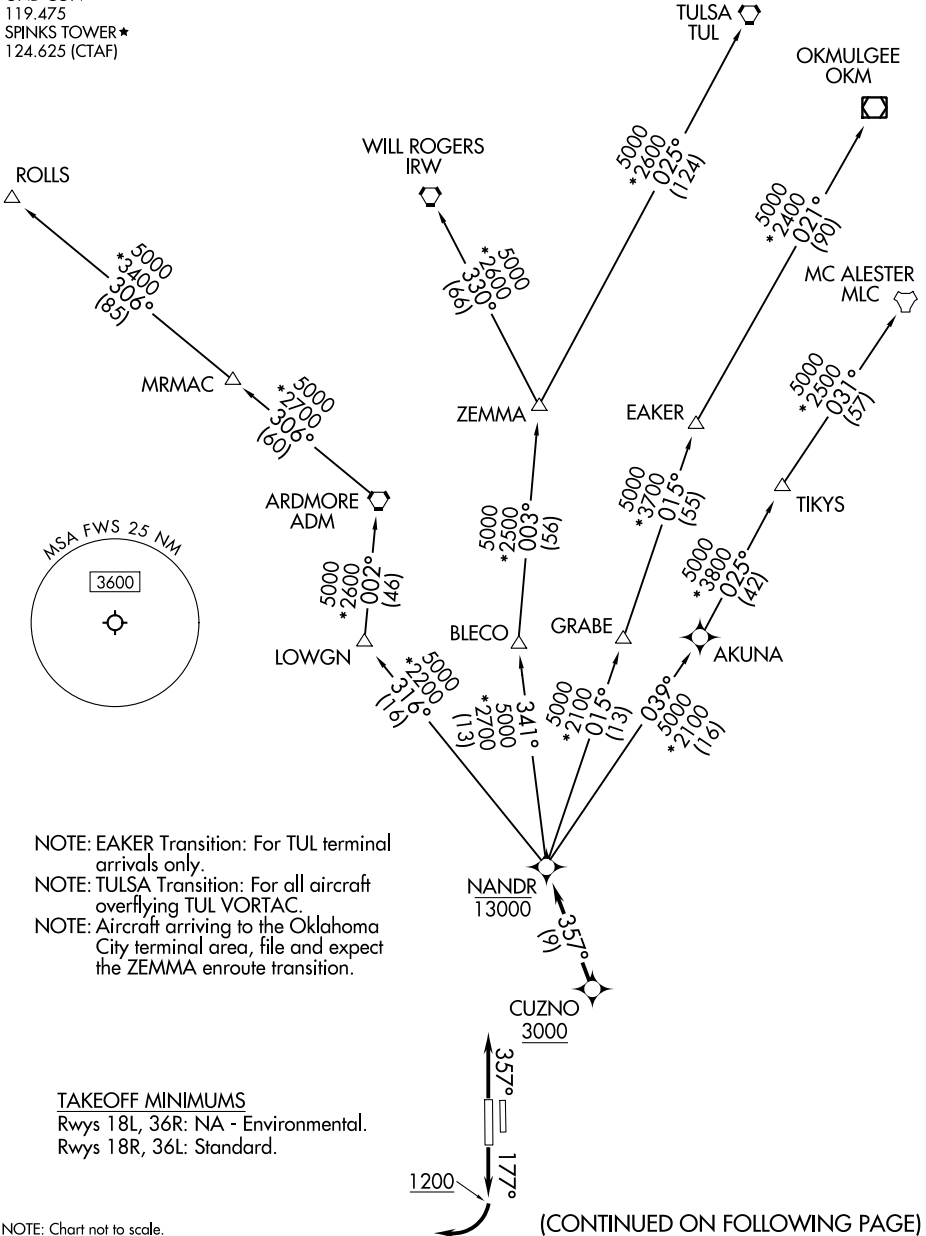 119.475
SPINKS TOWER★
124.625 (CTAF)
TULSA
TUL
OKMULGEE
OKM
WILL ROGERS
IRW
5000
*2600
025°
(124)
ROLLS
5000
*2400
021°
(90)
5000
*3400
306°
(85)
5000
*2600
330°
(66)
MC ALESTER
MLC
MRMAC
5000
*2700
306°
(60)
ZEMMA
EAKER
5000
*2500
031°
(57)
ARDMORE
ADM
5000
*2500
003°
(56)
5000
*3700
015°
(55)
TIKYS
MSA FWS 25 NM
3600
5000
*2600
002°
(46)
5000
*3800
025°
(42)
LOWGN
BLECO
GRABE
AKUNA
5000
*2200
316°
(16)
341°
5000
*2700
(13)
5000
*2100
015°
(13)
039°
5000
*2100
(16)
NOTE: EAKER Transition: For TUL terminal
arrivals only.
NOTE: TULSA Transition: For all aircraft
overflying TUL VORTAC.
NOTE: Aircraft arriving to the Oklahoma
City terminal area, file and expect
the ZEMMA enroute transition.
NANDR
13000
357°
(9)
CUZNO
3000
357°
TAKEOFF MINIMUMS
Rwys 18L, 36R: NA - Environmental.
Rwys 18R, 36L: Standard.
177°
1200
NOTE: Chart not to scale.
(CONTINUED ON FOLLOWING PAGE)